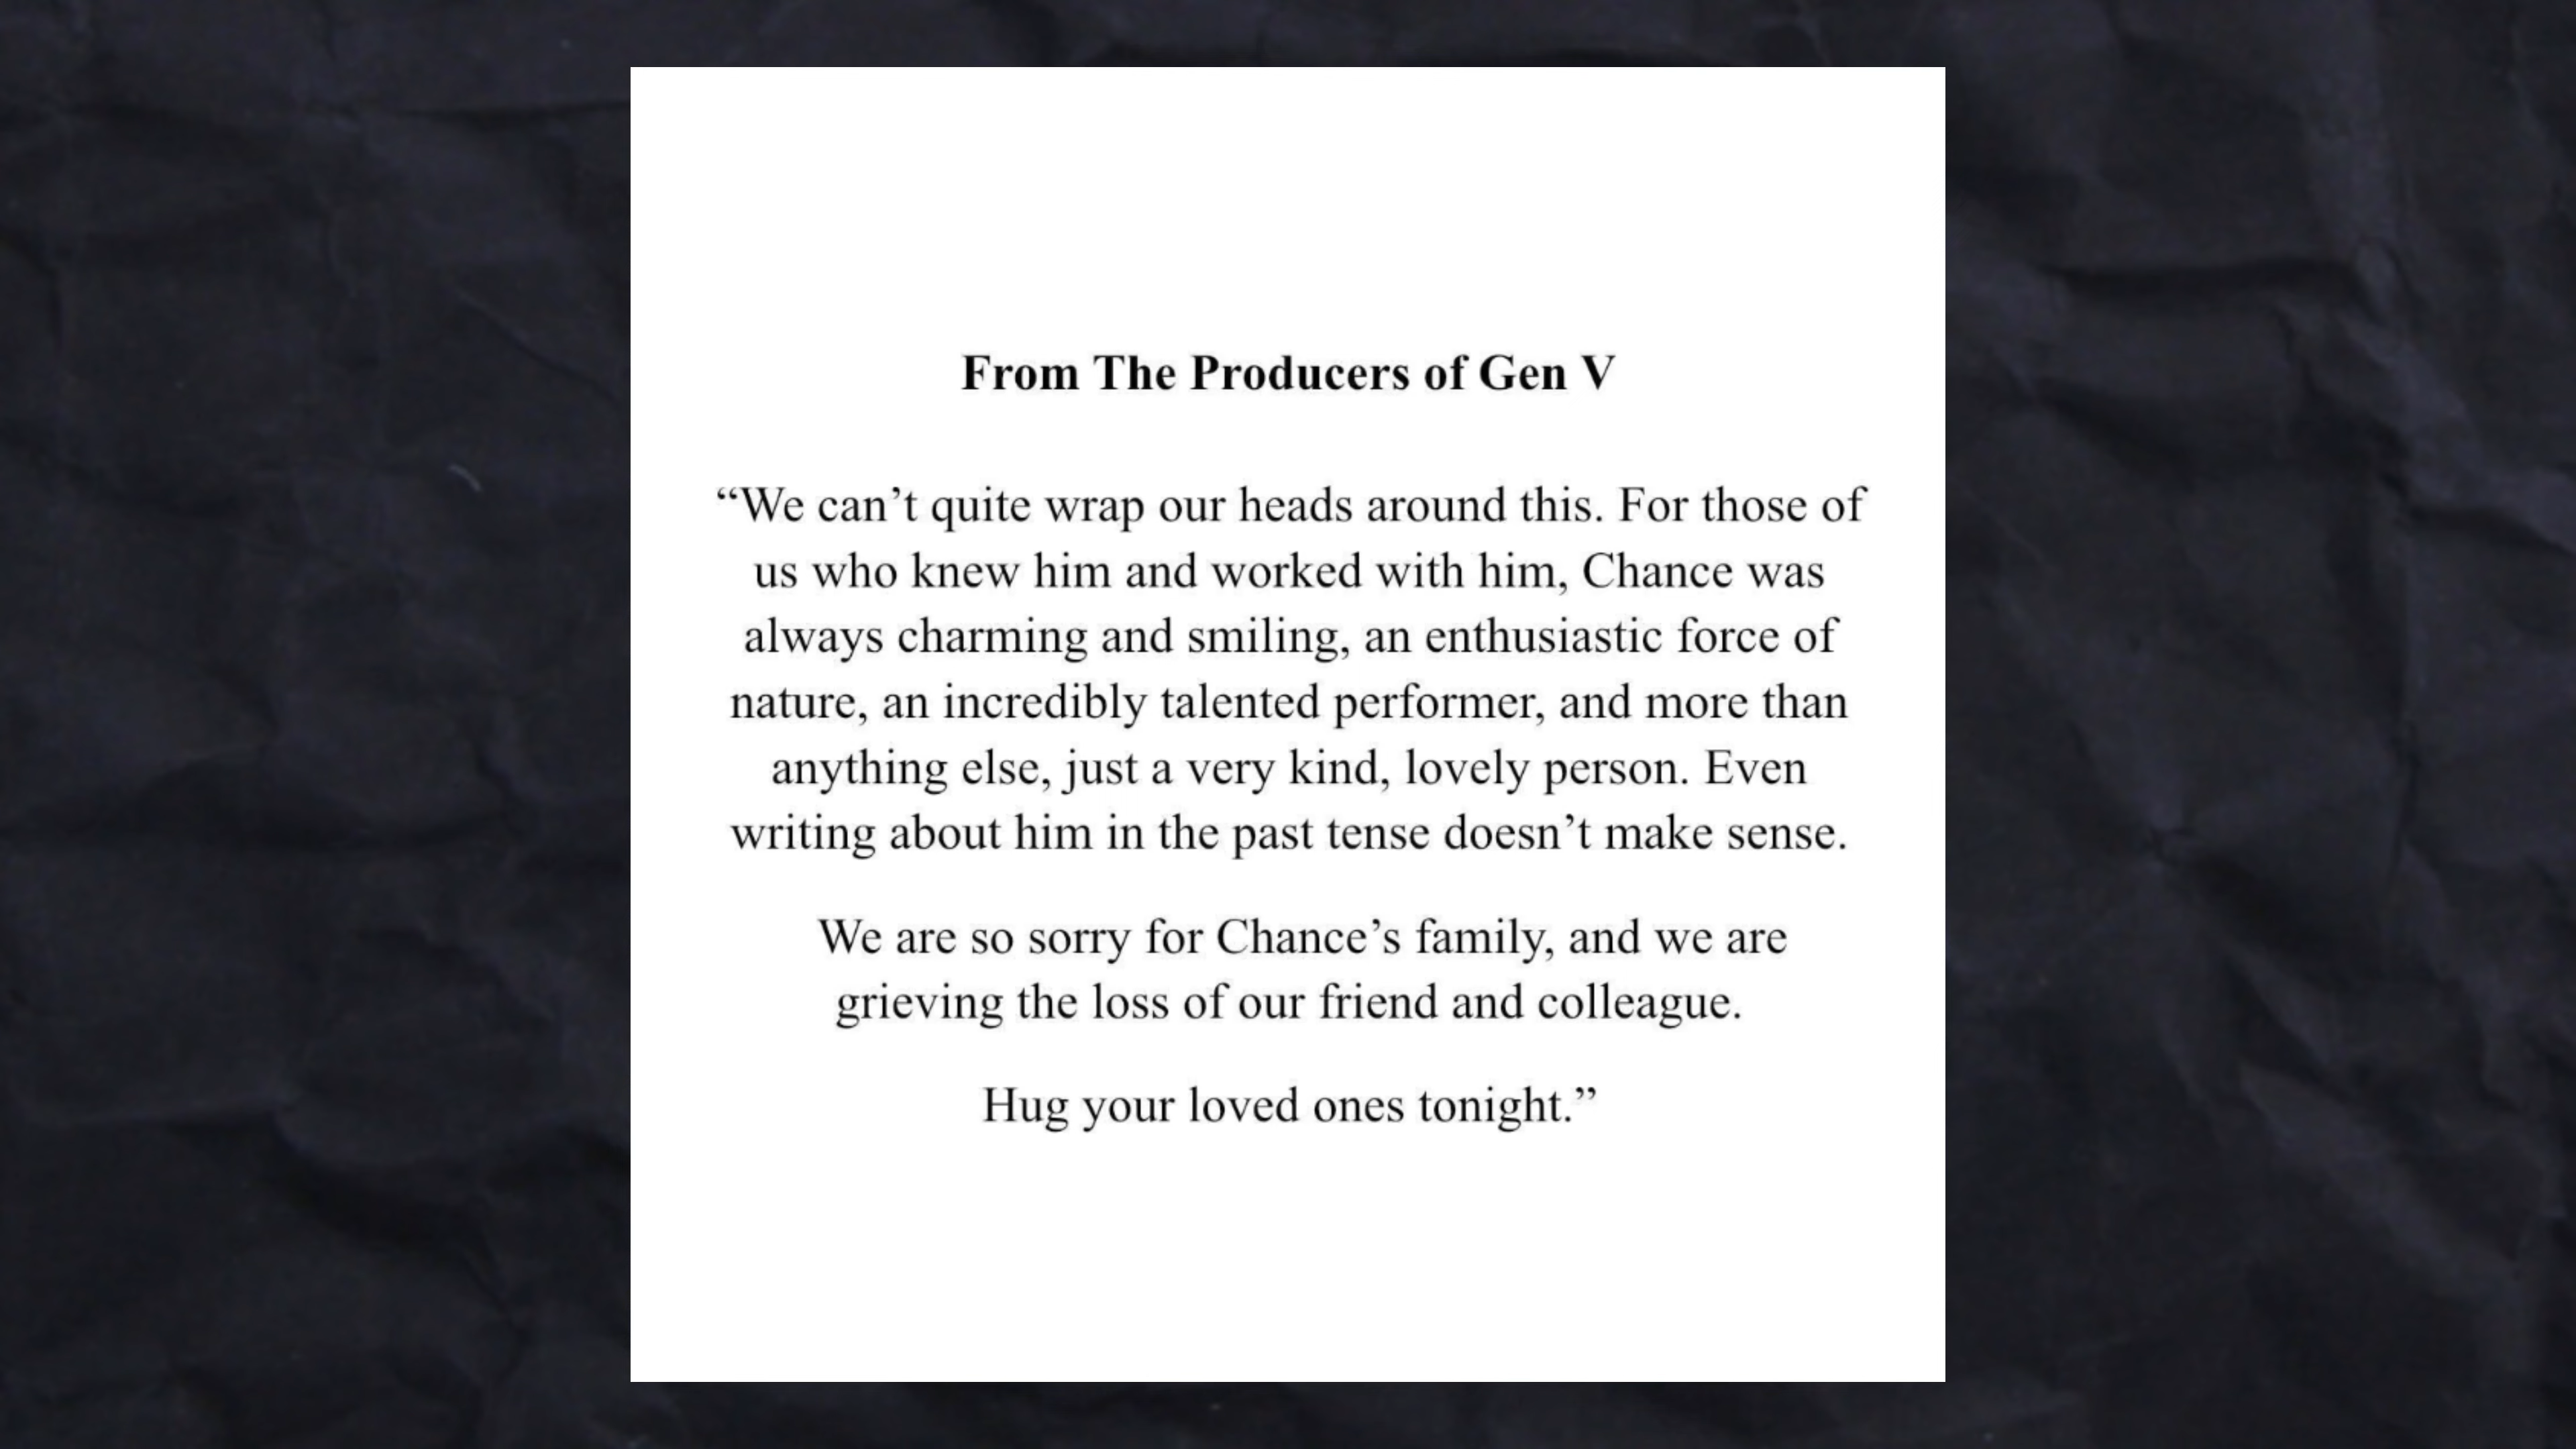 From The Producers of Gen V
“We can’t quite wrap our heads around this. For those of
us who knew him and worked with him, Chance was
always charming and smiling, an enthusiastic force of
nature, an incredibly talented performer, and more than
anything else, just a very kind, lovely person. Even
writing about him in the past tense doesn’t make sense.
We are so sorry for Chance’s family, and we are
grieving the loss of our friend and colleague.
Hug your loved ones tonight.”